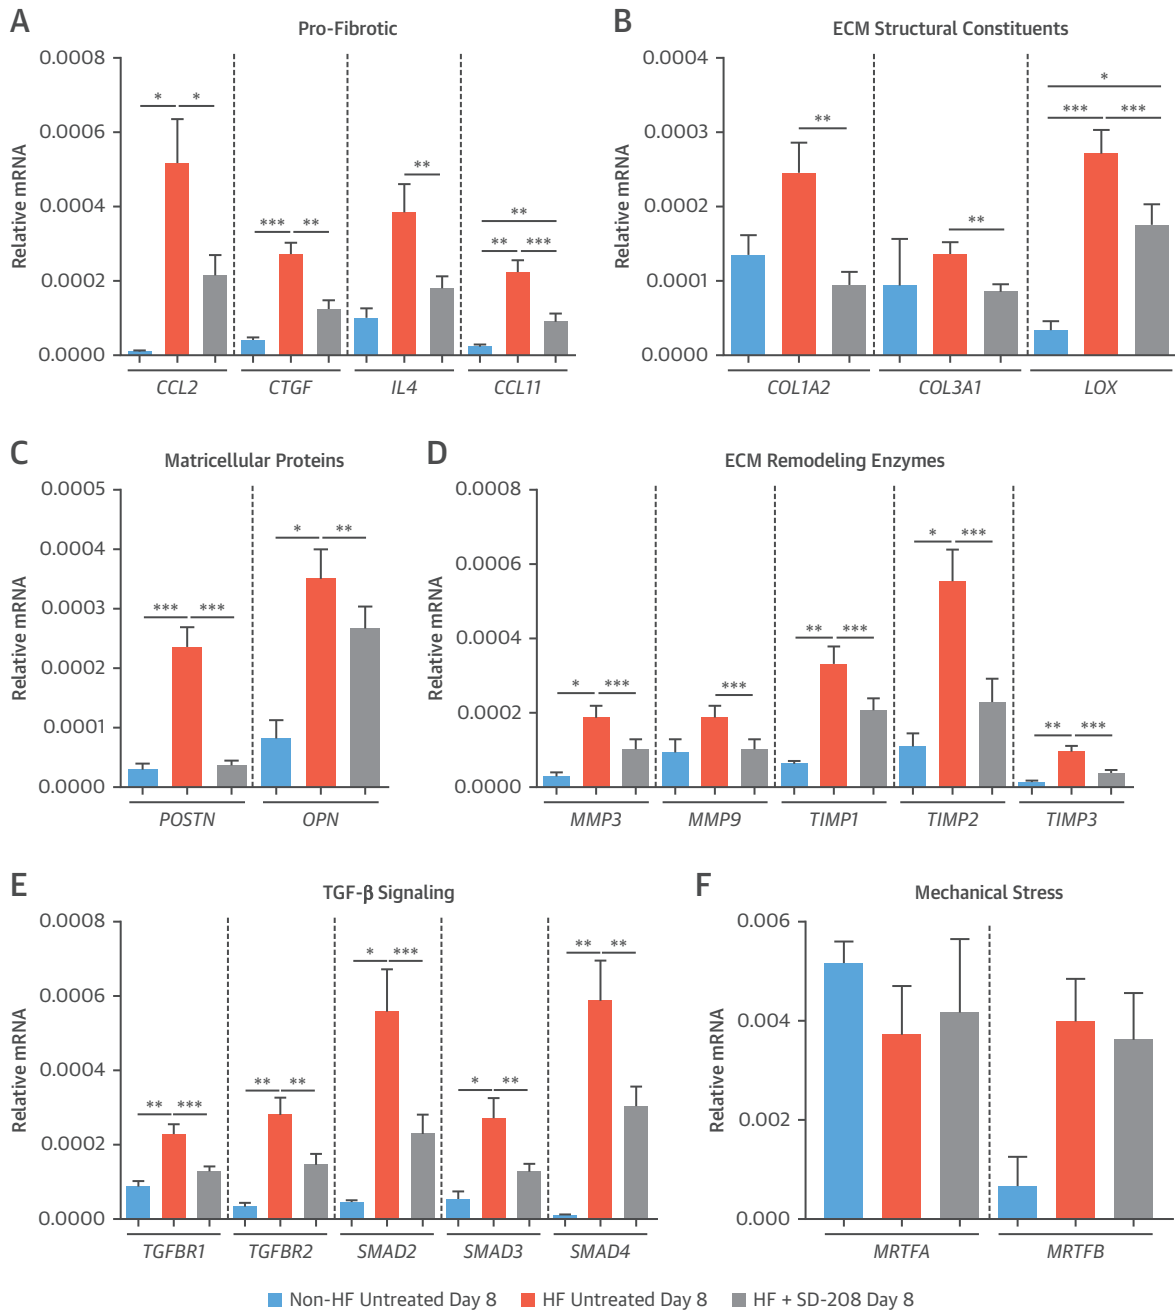 A
Pro-Fibrotic
Relative mRNA
0.0008
0.0006
0.0004
0.0002
0.0000
* *
*** **
**
**
** ***
CCL2 CTGF IL4 CCL11
B
ECM Structural Constituents
Relative mRNA
0.0004
0.0003
0.0002
0.0001
0.0000
**
**
*
*** ***
COL1A2 COL3A1 LOX
C
Matricellular Proteins
Relative mRNA
0.0005
0.0004
0.0003
0.0002
0.0001
0.0000
*** ***
* **
POSTN OPN
D
ECM Remodeling Enzymes
Relative mRNA
0.0008
0.0006
0.0004
0.0002
0.0000
* ***
***
** ***
* ***
** ***
MMP3 MMP9 TIMP1 TIMP2 TIMP3
E
TGF-β Signaling
Relative mRNA
0.0008
0.0006
0.0004
0.0002
0.0000
** ***
** **
* ***
* **
** **
TGFBR1 TGFBR2 SMAD2 SMAD3 SMAD4
F
Mechanical Stress
Relative mRNA
0.006
0.004
0.002
0.000
MRTFA MRTFB
Non-HF Untreated Day 8 HF Untreated Day 8 HF + SD-208 Day 8